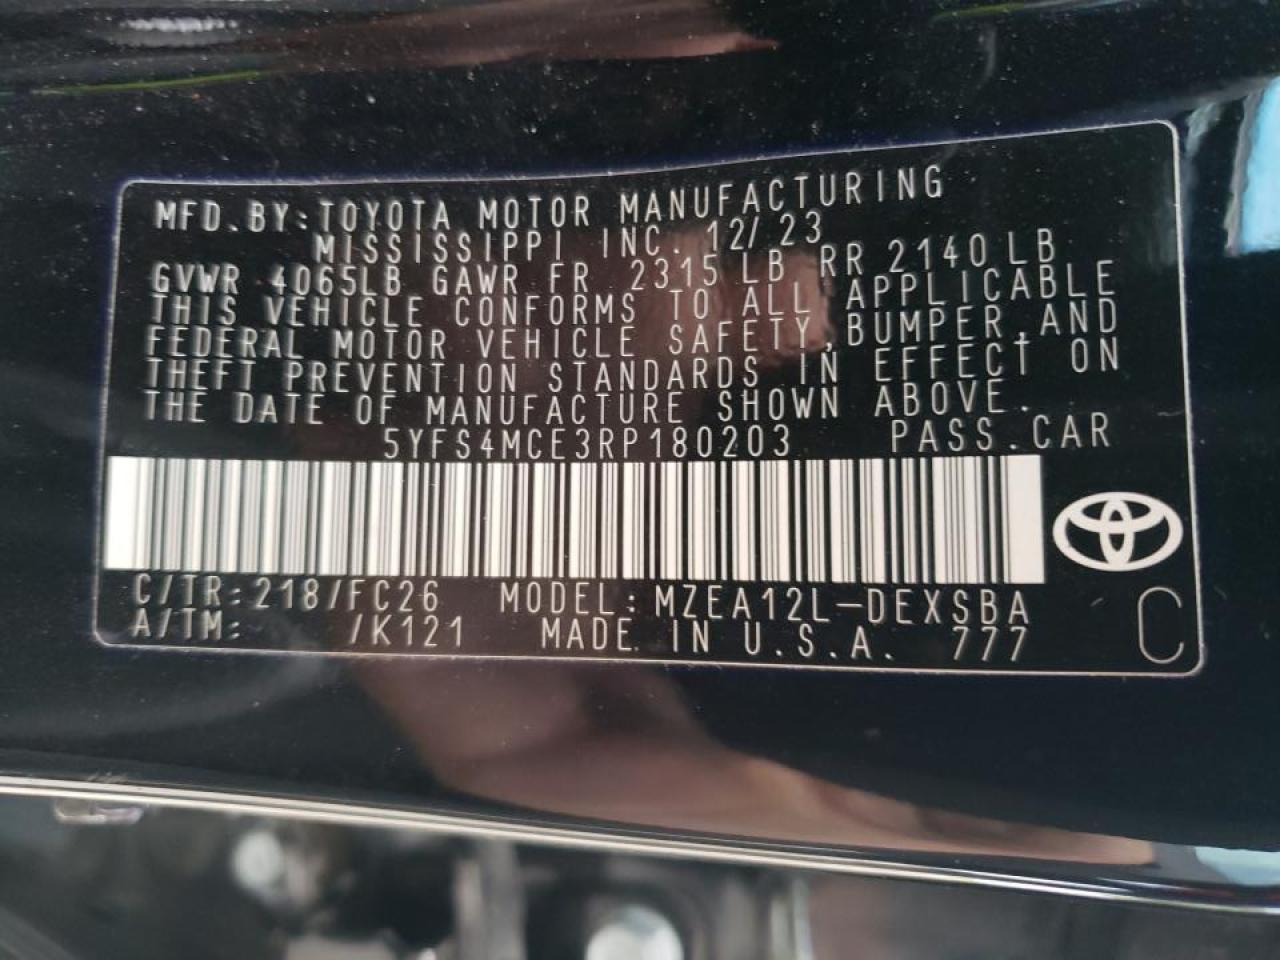 MFD.BY:TOYOTA MOTOR MANUFACTURING
MISSISSIPPI INC. 12/23
GVWR 4065LB GAWR FR 2315 LB RR 2140LB
THIS VEHICLE CONFORMS TO ALL APPLICABLE
FEDERAL MOTOR VEHICLE SAFETY,BUMPER,AND
THEFT PREVENTION STANDARDS IN EFFECT ON
THE DATE OF MANUFACTURE SHOWN ABOVE.
5YFS4MCE3RP180203 PASS.CAR
C/TR:218/FC26 MODEL:MZEA12L-DEXSBA
A/TM: /K121 MADE IN U.S.A. 777
C